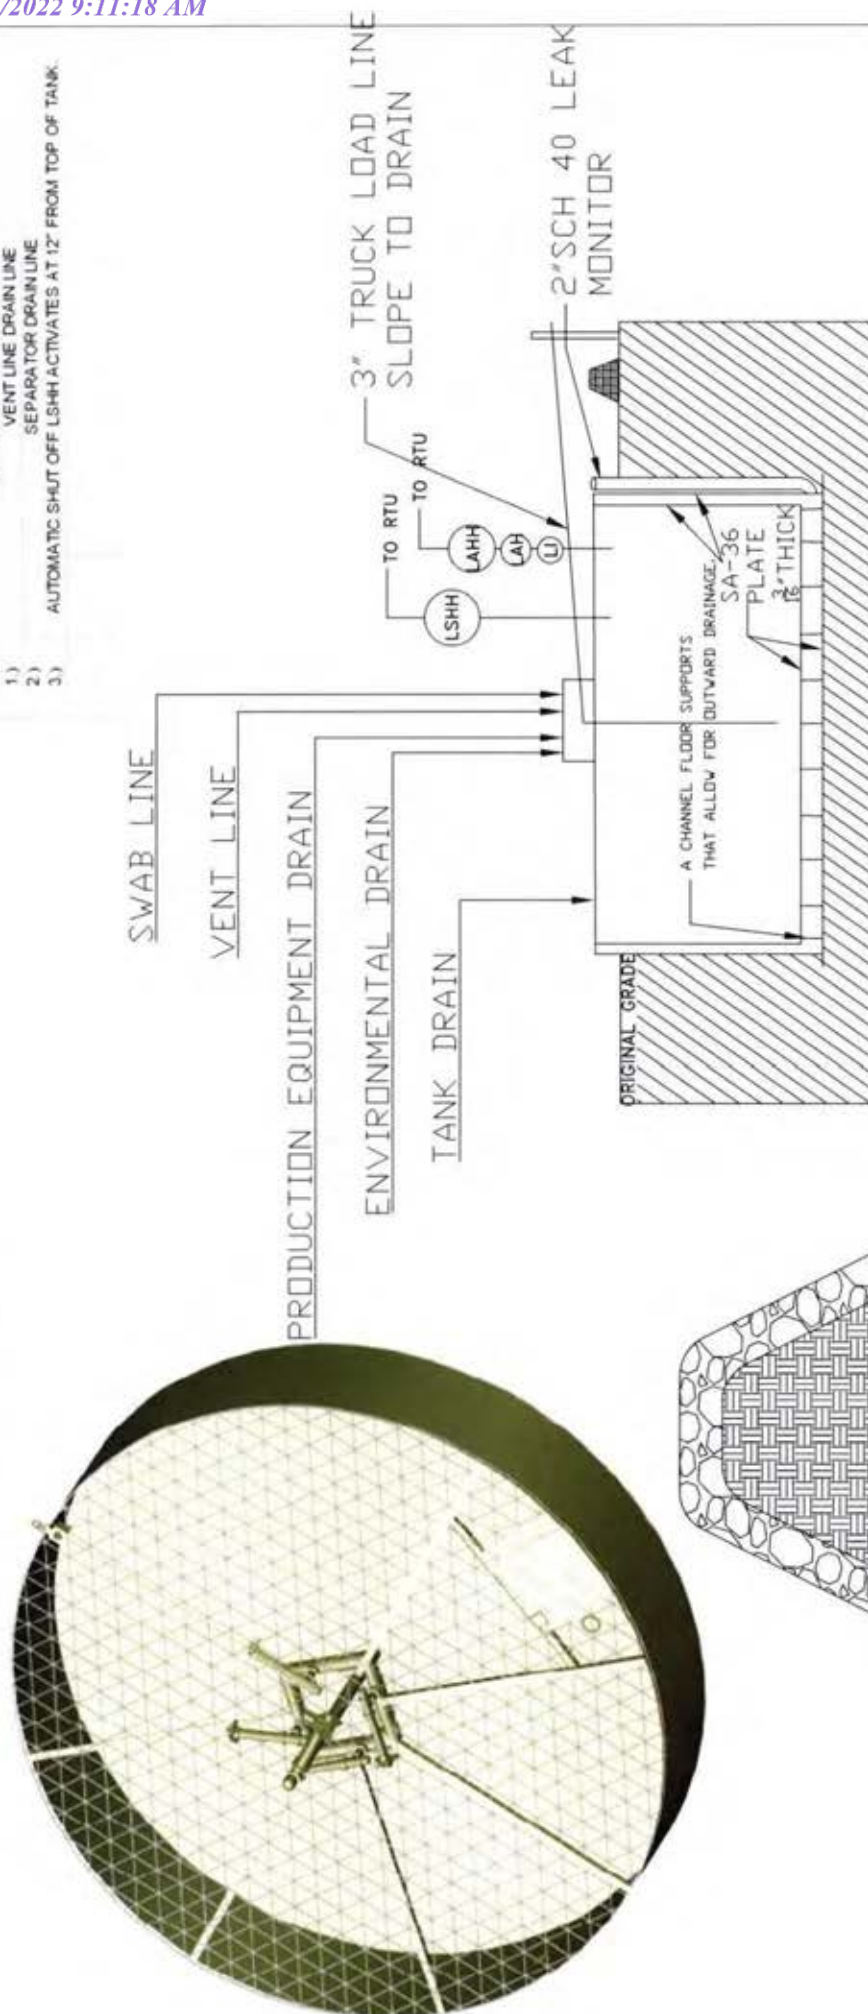 /2022 9:11:18 AM
1.)
VENT LINE DRAIN LINE
2.)
SEPARATOR DRAIN LINE
3.)
AUTOMATIC SHUT OFF LSHH ACTIVATES AT 12" FROM TOP OF TANK.
SWAB LINE
VENT LINE
PRODUCTION EQUIPMENT DRAIN
ENVIRONMENTAL DRAIN
TANK DRAIN
3" TRUCK LOAD LINE
SLOPE TO DRAIN
TO RTU
TO RTU
LSHH
LAHH
LAH
LI
2"SCH 40 LEAK
MONITOR
A CHANNEL FLOOR SUPPORTS
THAT ALLOW FOR OUTWARD DRAINAGE.
SA-36
PLATE
3/16"THICK
ORIGINAL GRADE